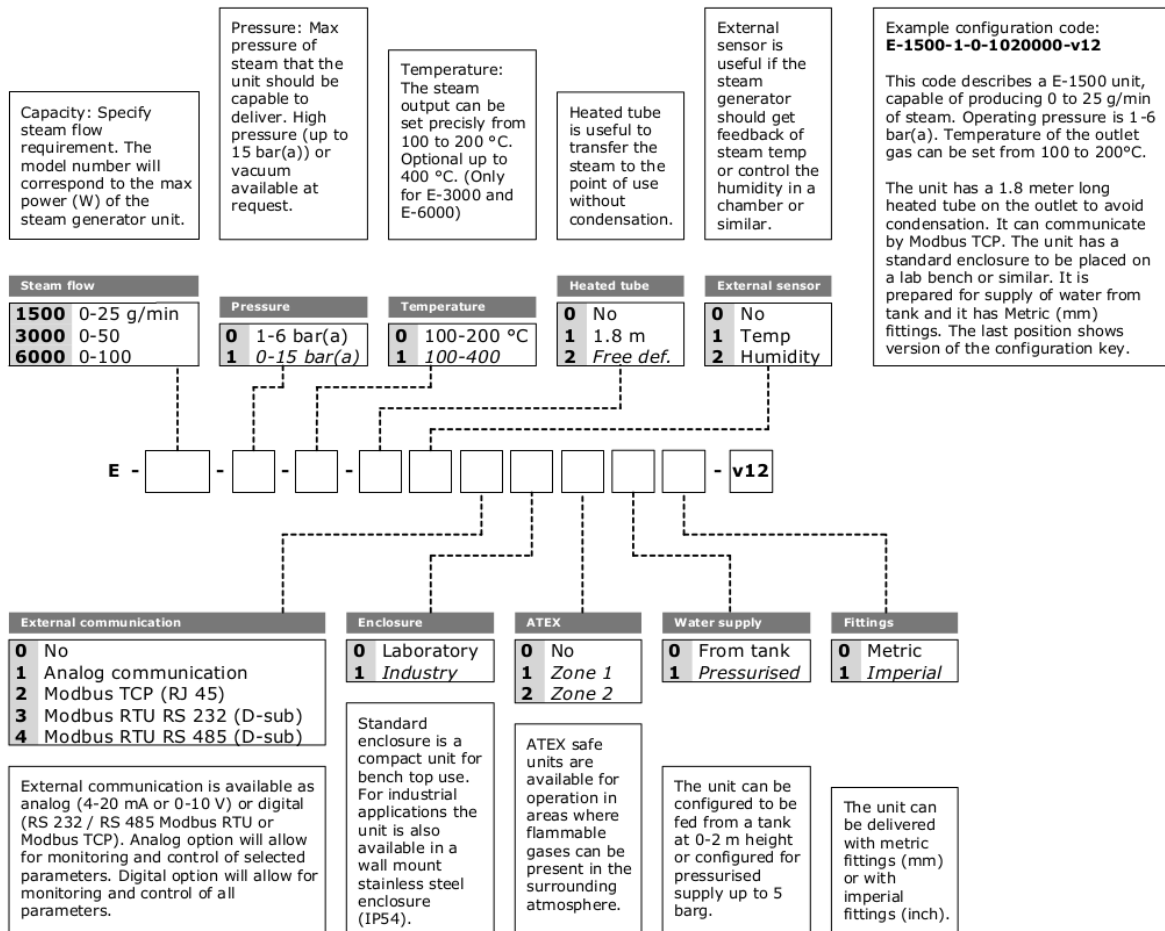 Capacity: Specify
steam flow
requirement. The
model number will
correspond to the max
power (W) of the
steam generator unit.
Pressure: Max
pressure of
steam that the
unit should be
capable to
deliver. High
pressure (up to
15 bar(a)) or
vacuum
available at
request.
Temperature:
The steam
output can be
set precisly from
100 to 200 °C.
Optional up to
400 °C. (Only
for E-3000 and
E-6000)
Heated tube
is useful to
transfer the
steam to the
point of use
without
condensation.
External
sensor is
useful if the
steam
generator
should get
feedback of
steam temp
or control the
humidity in a
chamber or
similar.
Example configuration code:
E-1500-1-0-1020000-v12
This code describes a E-1500 unit,
capable of producing 0 to 25 g/min
of steam. Operating pressure is 1-6
bar(a). Temperature of the outlet
gas can be set from 100 to 200°C.
The unit has a 1.8 meter long
heated tube on the outlet to avoid
condensation. It can communicate
by Modbus TCP. The unit has a
standard enclosure to be placed on
a lab bench or similar. It is
prepared for supply of water from
tank and it has Metric (mm)
fittings. The last position shows
version of the configuration key.
Steam flow
1500 0-25 g/min
3000 0-50
6000 0-100
Pressure
0 1-6 bar(a)
1 0-15 bar(a)
Temperature
0 100-200 °C
1 100-400
Heated tube
0 No
1 1.8 m
2 Free def.
External sensor
0 No
1 Temp
2 Humidity
E - - - - - v12
External communication
0 No
1 Analog communication
2 Modbus TCP (RJ 45)
3 Modbus RTU RS 232 (D-sub)
4 Modbus RTU RS 485 (D-sub)
Enclosure
0 Laboratory
1 Industry
ATEX
0 No
1 Zone 1
2 Zone 2
Water supply
0 From tank
1 Pressurised
Fittings
0 Metric
1 Imperial
External communication is available as
analog (4-20 mA or 0-10 V) or digital
(RS 232 / RS 485 Modbus RTU or
Modbus TCP). Analog option will allow
for monitoring and control of selected
parameters. Digital option will allow for
monitoring and control of all
parameters.
Standard
enclosure is a
compact unit for
bench top use.
For industrial
applications the
unit is also
available in a
wall mount
stainless steel
enclosure
(IP54).
ATEX safe
units are
available for
operation in
areas where
flammable
gases can be
present in the
surrounding
atmosphere.
The unit can be
configured to be
fed from a tank
at 0-2 m height
or configured for
pressurised
supply up to 5
barg.
The unit can
be delivered
with metric
fittings (mm)
or with
imperial
fittings (inch).